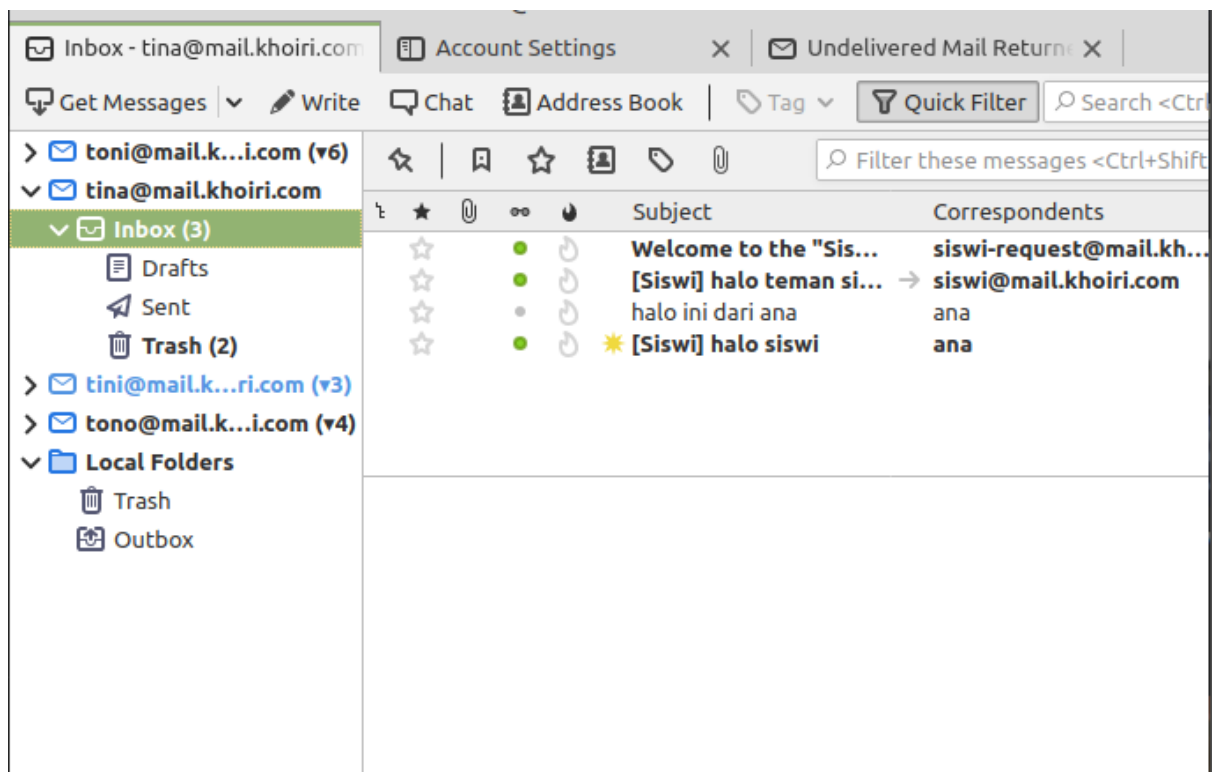 Inbox - tina@mail.khoiri.com Account Settings Undelivered Mail Returne
Get Messages Write Chat Address Book Tag Quick Filter Search <Ctrl
toni@mail.k...i.com (▾6)
tina@mail.khoiri.com
Inbox (3)
Drafts
Sent
Trash (2)
tini@mail.k...ri.com (▾3)
tono@mail.k...i.com (▾4)
Local Folders
Trash
Outbox
Filter these messages <Ctrl+Shift
Subject Correspondents
Welcome to the "Sis... siswi-request@mail.kh...
[Siswi] halo teman si... → siswi@mail.khoiri.com
halo ini dari ana ana
[Siswi] halo siswi ana